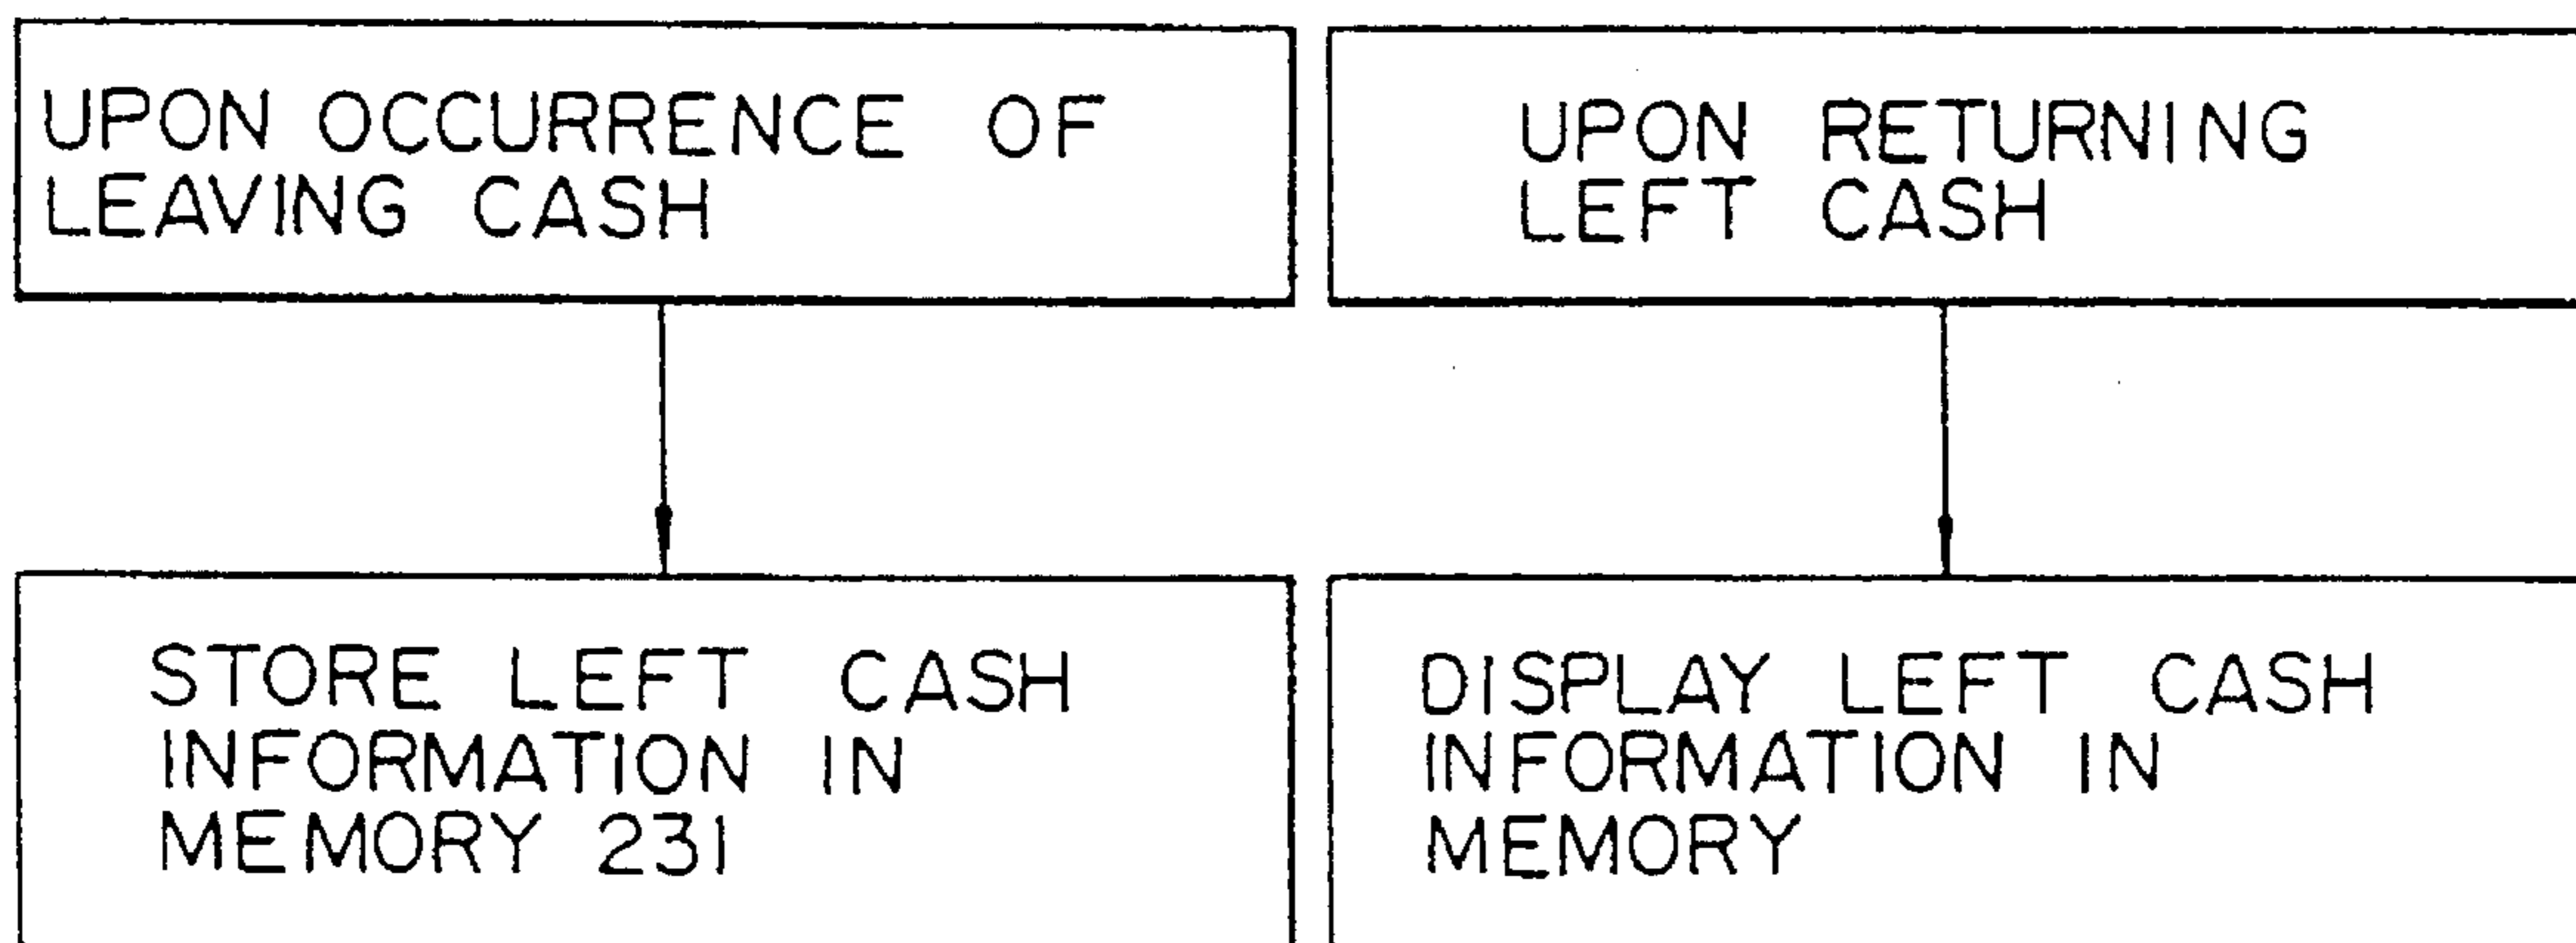 UPON OCCURRENCE OF
LEAVING CASH
UPON RETURNING
LEFT CASH
STORE LEFT CASH
INFORMATION IN
MEMORY 231
DISPLAY LEFT CASH
INFORMATION IN
MEMORY